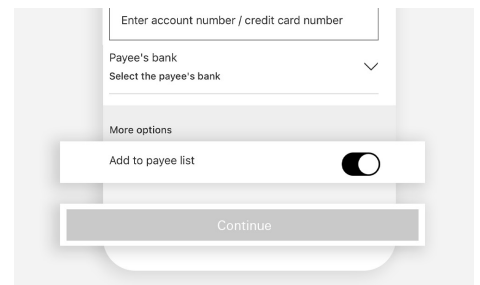 Enter account number / credit card number
Payee's bank
Select the payee's bank
More options
Add to payee list
Continue